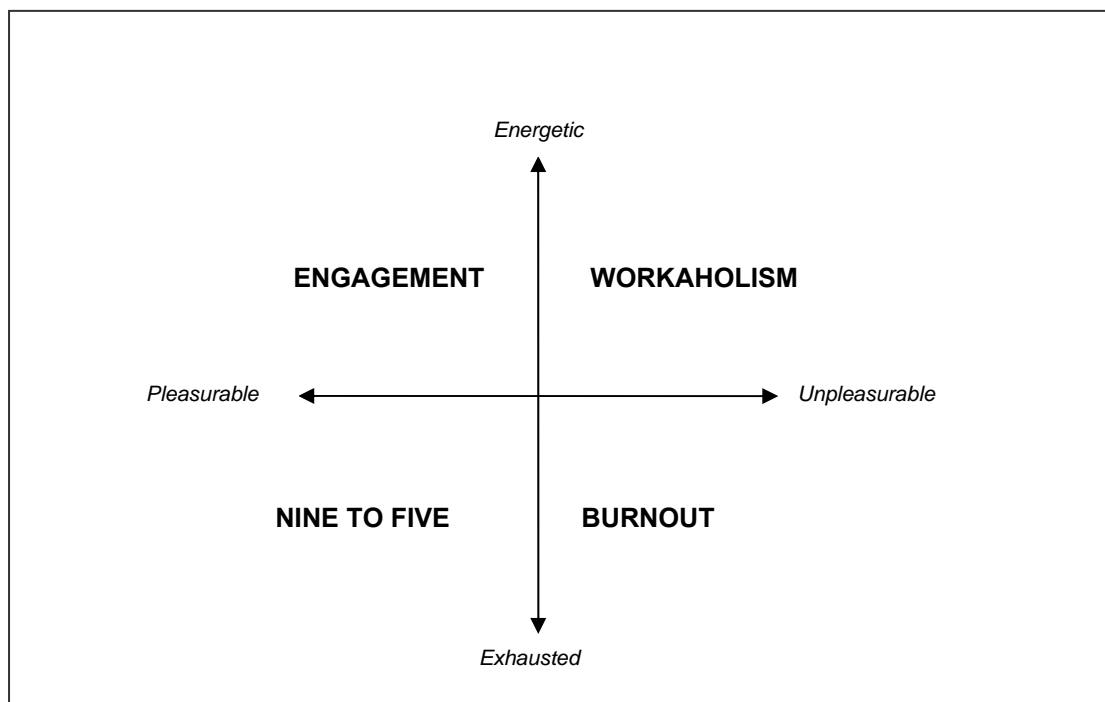 Energetic
ENGAGEMENT WORKAHOLISM
Pleasurable Unpleasurable
NINE TO FIVE BURNOUT
Exhausted